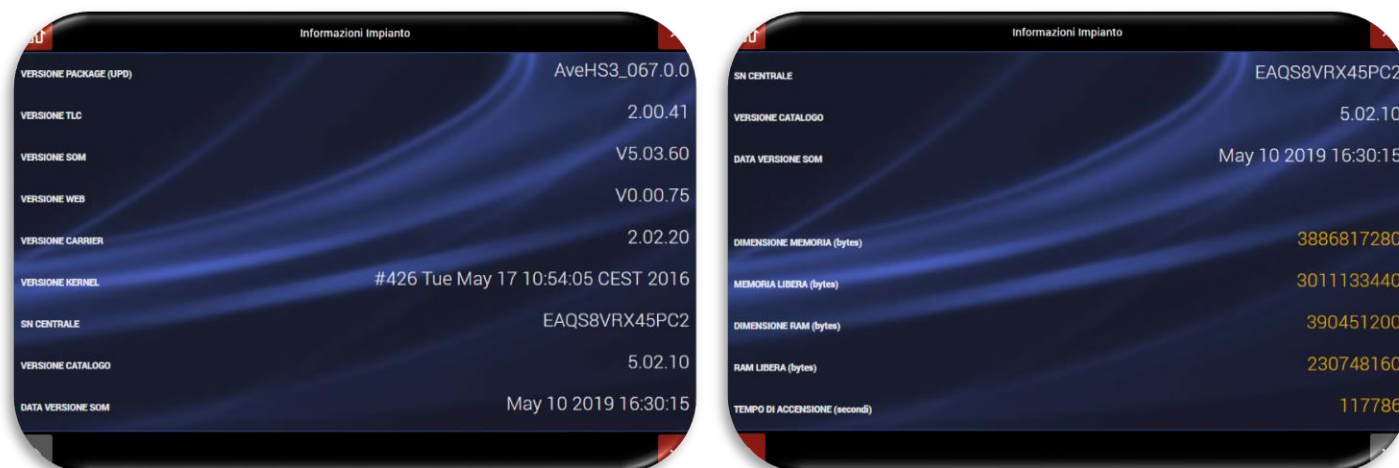 Informazioni Impianto
VERSIONE PACKAGE (UPD) AveHS3_067.0.0
VERSIONE TLC 2.00.41
VERSIONE SOM V5.03.60
VERSIONE WEB V0.00.75
VERSIONE CARRIER 2.02.20
VERSIONE KERNEL #426 Tue May 17 10:54:05 CEST 2016
SN CENTRALE EAQS8VRX45PC2
VERSIONE CATALOGO 5.02.10
DATA VERSIONE SOM May 10 2019 16:30:15
Informazioni Impianto
SN CENTRALE EAQS8VRX45PC2
VERSIONE CATALOGO 5.02.10
DATA VERSIONE SOM May 10 2019 16:30:15
DIMENSIONE MEMORIA (bytes) 3886817280
MEMORIA LIBERA (bytes) 3011133440
DIMENSIONE RAM (bytes) 390451200
RAM LIBERA (bytes) 230748160
TEMPO DI ACCENSIONE (secondi) 117786